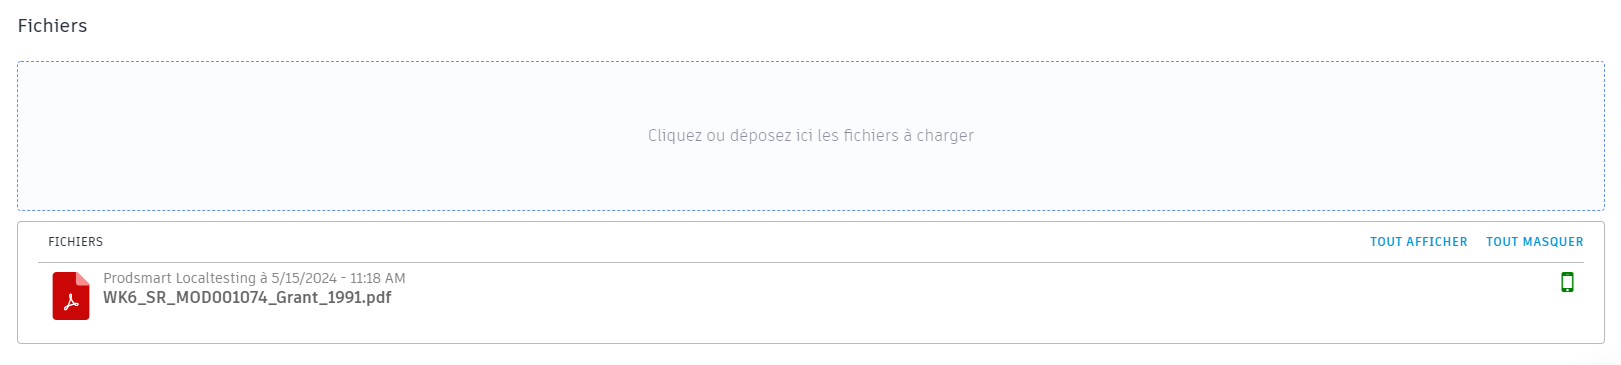 Fichiers
Cliquez ou déposez ici les fichiers à charger
FICHIERS
TOUT AFFICHER
TOUT MASQUER
Prodsmart Localtesting à 5/15/2024 - 11:18 AM
WK6_SR_MOD001074_Grant_1991.pdf